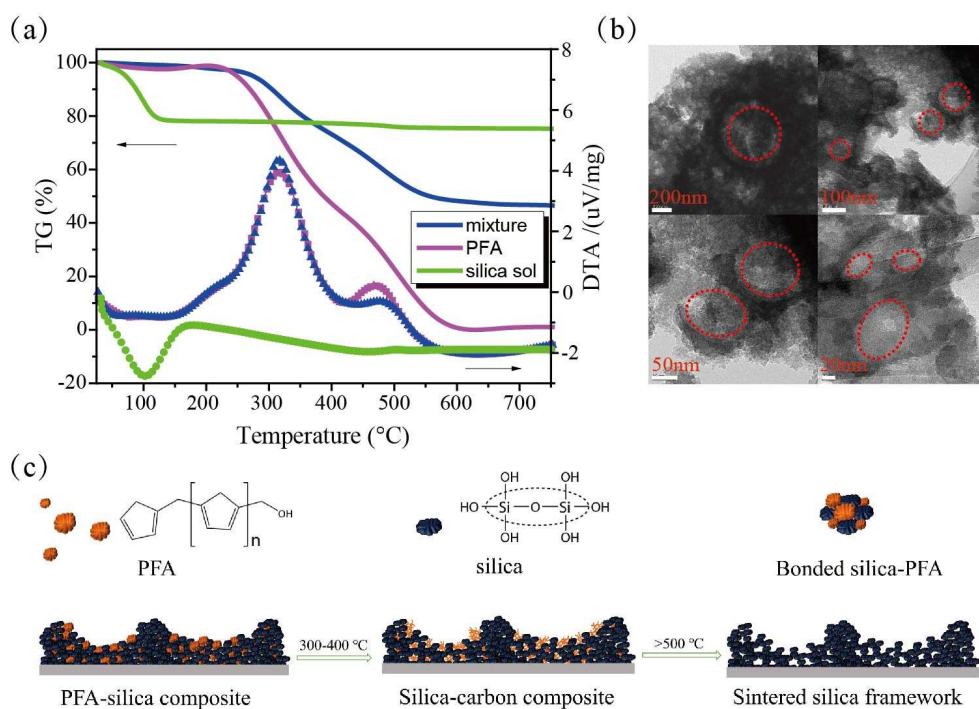 (a)
TG (%)
100
80
60
40
20
0
-20
8
6
4
2
0
-2
DTA /(uV/mg)
mixture
PFA
silica sol
100
200
300
400
500
600
700
Temperature (°C)
(b)
200nm
100nm
50nm
20nm
(c)
n
OH
PFA
OH
OH
HO
Si
O
Si
OH
OH
OH
silica
Bonded silica-PFA
300-400 °C
>500 °C
PFA-silica composite
Silica-carbon composite
Sintered silica framework